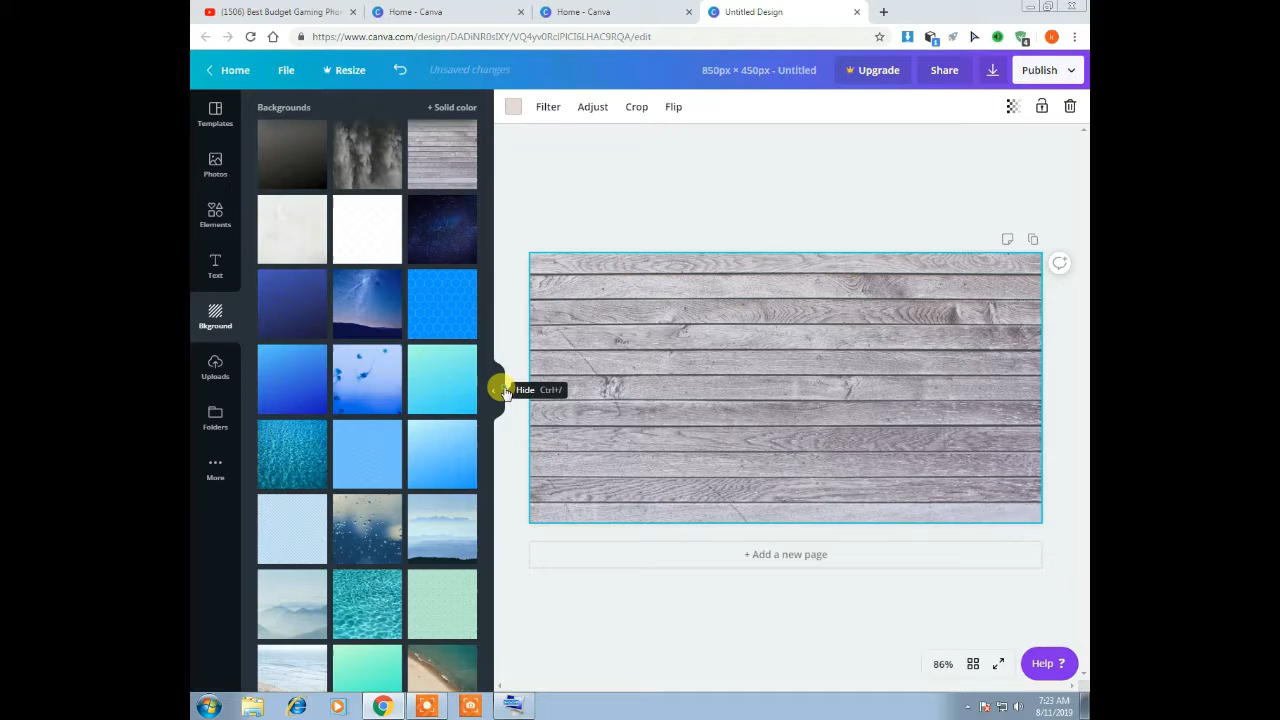 (1506) Best Budget Gaming Pho
Home - Canva
Home - Canva
Untitled Design
https://www.canva.com/design/DADiNR0sIXY/VQ4yv0RclPlCI6LHAC9RQA/edit
Home
File
Resize
Unsaved changes
850px × 450px - Untitled
Upgrade
Share
Publish
Templates
Photos
Elements
Text
Bkground
Uploads
Folders
More
Backgrounds
+ Solid color
Filter
Adjust
Crop
Flip
Hide Ctrl+/
+ Add a new page
86%
Help ?
7:23 AM
8/11/2019